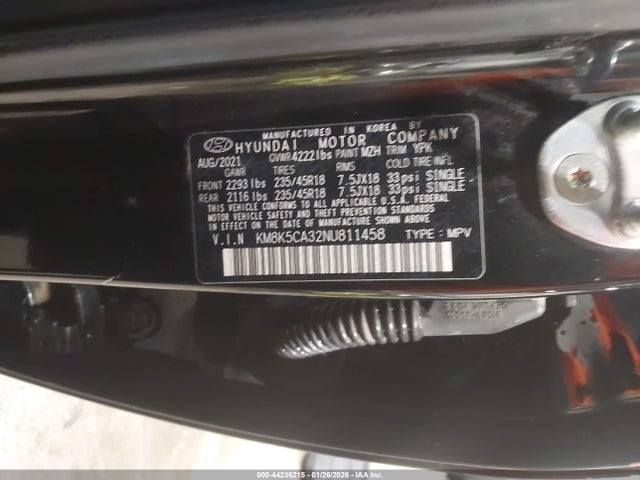 MANUFACTURED IN KOREA BY
HYUNDAI MOTOR COMPANY
AUG/2021 GVWR 4222 lbs PAINT MZH TRIM YPK
GAWR TIRES RIMS COLD TIRE INFL
FRONT 2293 lbs 235/45R18 7.5JX18 33psi SINGLE
REAR 2116 lbs 235/45R18 7.5JX18 33psi SINGLE
THIS VEHICLE CONFORMS TO ALL APPLICABLE U.S. FEDERAL
MOTOR VEHICLE SAFETY AND THEFT PREVENTION STANDARDS
IN EFFECT ON THE DATE OF MANUFACTURE SHOWN ABOVE.
V.I.N KM8K5CA32NU811458 TYPE : MPV
000-44236215 - 01/26/2026 - © IAA Inc.